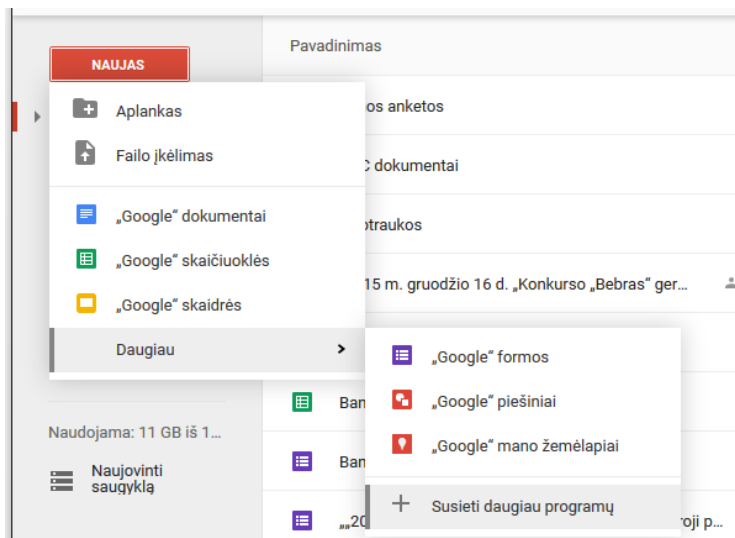 Pavadinimas
NAUJAS
Aplankas
os anketos
Failo įkėlimas
C dokumentai
„Google“ dokumentai
otraukos
„Google“ skaičiuoklės
15 m. gruodžio 16 d. „Konkurso „Bebras“ ger...
„Google“ skaidrės
Daugiau
„Google“ formos
Ban
„Google“ piešiniai
Naudojama: 11 GB iš 1...
„Google“ mano žemėlapiai
Ban
Naujovinti
saugyklą
Susieti daugiau programų
„„20
roji p...